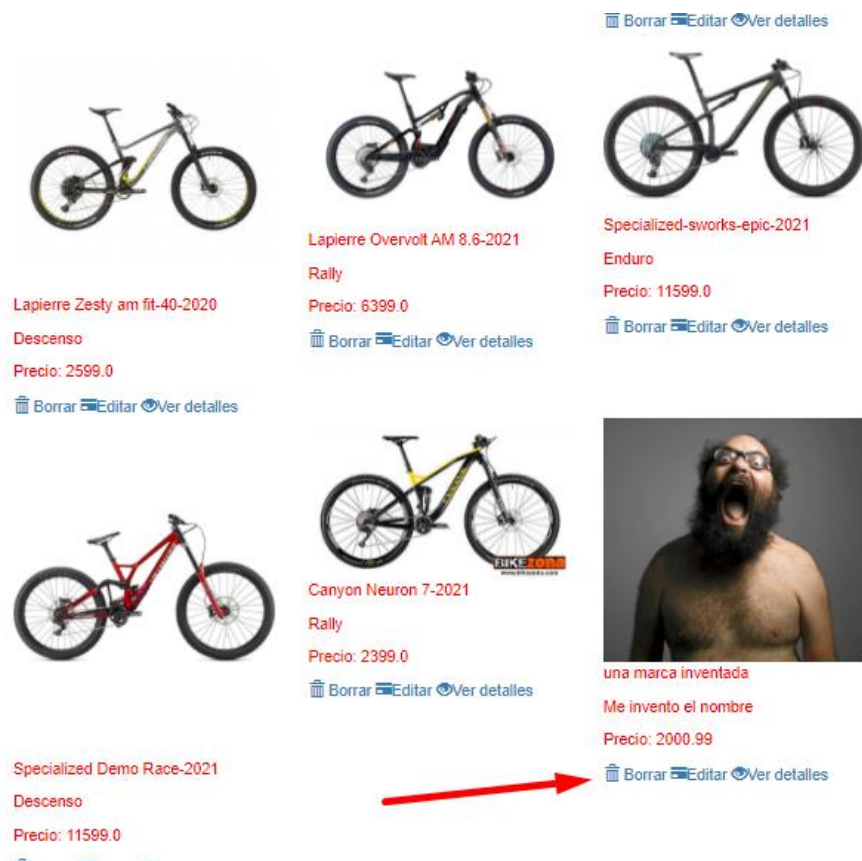 Borrar Editar Ver detalles
Lapierre Zesty am fit-40-2020
Descenso
Precio: 2599.0
Borrar Editar Ver detalles
Lapierre Overvolt AM 8.6-2021
Rally
Precio: 6399.0
Borrar Editar Ver detalles
Specialized-sworks-epic-2021
Enduro
Precio: 11599.0
Borrar Editar Ver detalles
Specialized Demo Race-2021
Descenso
Precio: 11599.0
CANYON
Canyon Neuron 7-2021
Rally
Precio: 2399.0
Borrar Editar Ver detalles
una marca inventada
Me invento el nombre
Precio: 2000.99
Borrar Editar Ver detalles